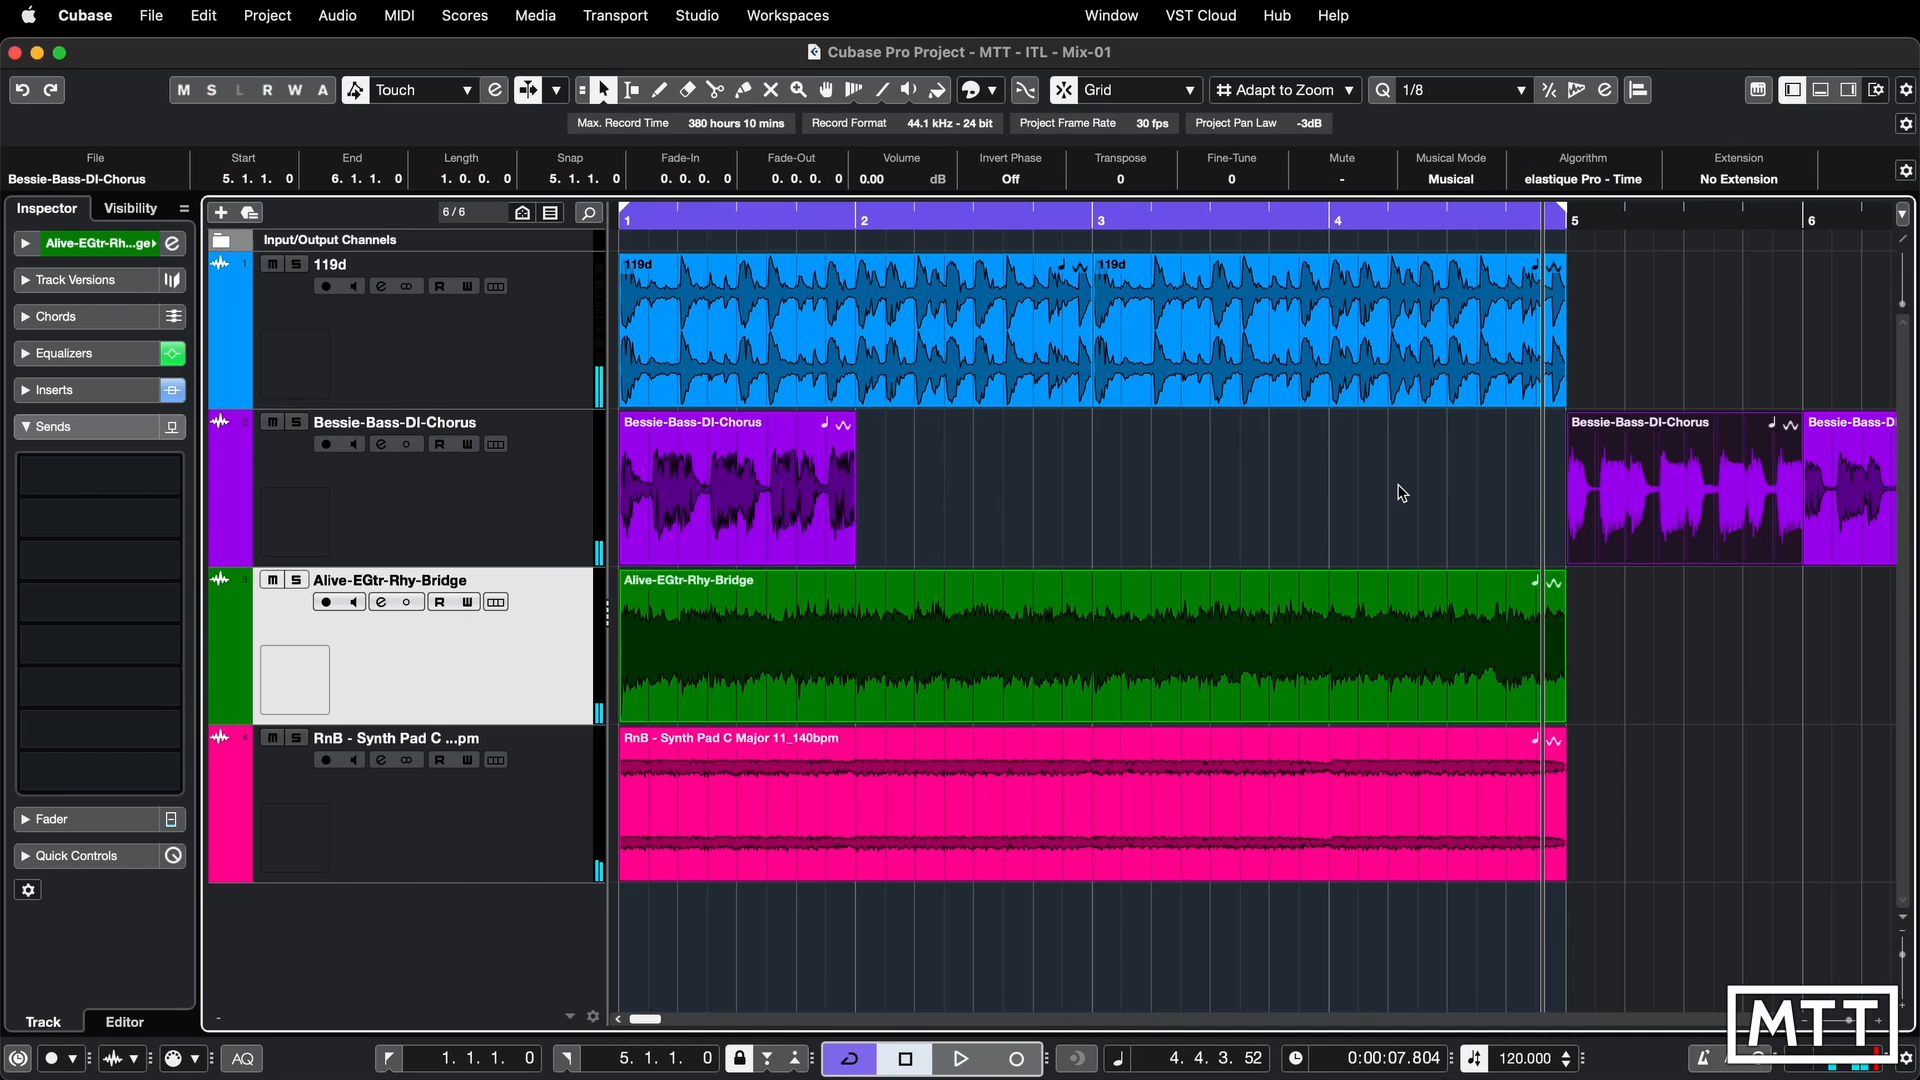 Cubase File Edit Project Audio MIDI Scores Media Transport Studio Workspaces Window VST Cloud Hub Help
Cubase Pro Project - MTT - ITL - Mix-01
M S L R W A Touch Grid Adapt to Zoom Q 1/8
Max. Record Time 380 hours 10 mins Record Format 44.1 kHz - 24 bit Project Frame Rate 30 fps Project Pan Law -3dB
File Start End Length Snap Fade-In Fade-Out Volume Invert Phase Transpose Fine-Tune Mute Musical Mode Algorithm Extension
Bessie-Bass-DI-Chorus 5. 1. 1. 0 6. 1. 1. 0 1. 0. 0. 0 5. 1. 1. 0 0. 0. 0. 0 0. 0. 0. 0 0.00 dB Off 0 0 - Musical elastique Pro - Time No Extension
Inspector Visibility 6/6 1 2 3 4 5 6
Alive-EGtr-Rh...ge Input/Output Channels
1 m S 119d 119d 119d
e R W
Track Versions
Chords
Equalizers
Inserts
Sends
2 m S Bessie-Bass-DI-Chorus Bessie-Bass-DI-Chorus Bessie-Bass-DI-Chorus Bessie-Bass-D
e R W
3 m S Alive-EGtr-Rhy-Bridge Alive-EGtr-Rhy-Bridge
e R W
4 m S RnB - Synth Pad C ...pm RnB - Synth Pad C Major 11_140bpm
e R W
Fader
Quick Controls
Track Editor
MTT
AQ 1. 1. 1. 0 5. 1. 1. 0 4. 4. 3. 52 0:00:07.804 120.000